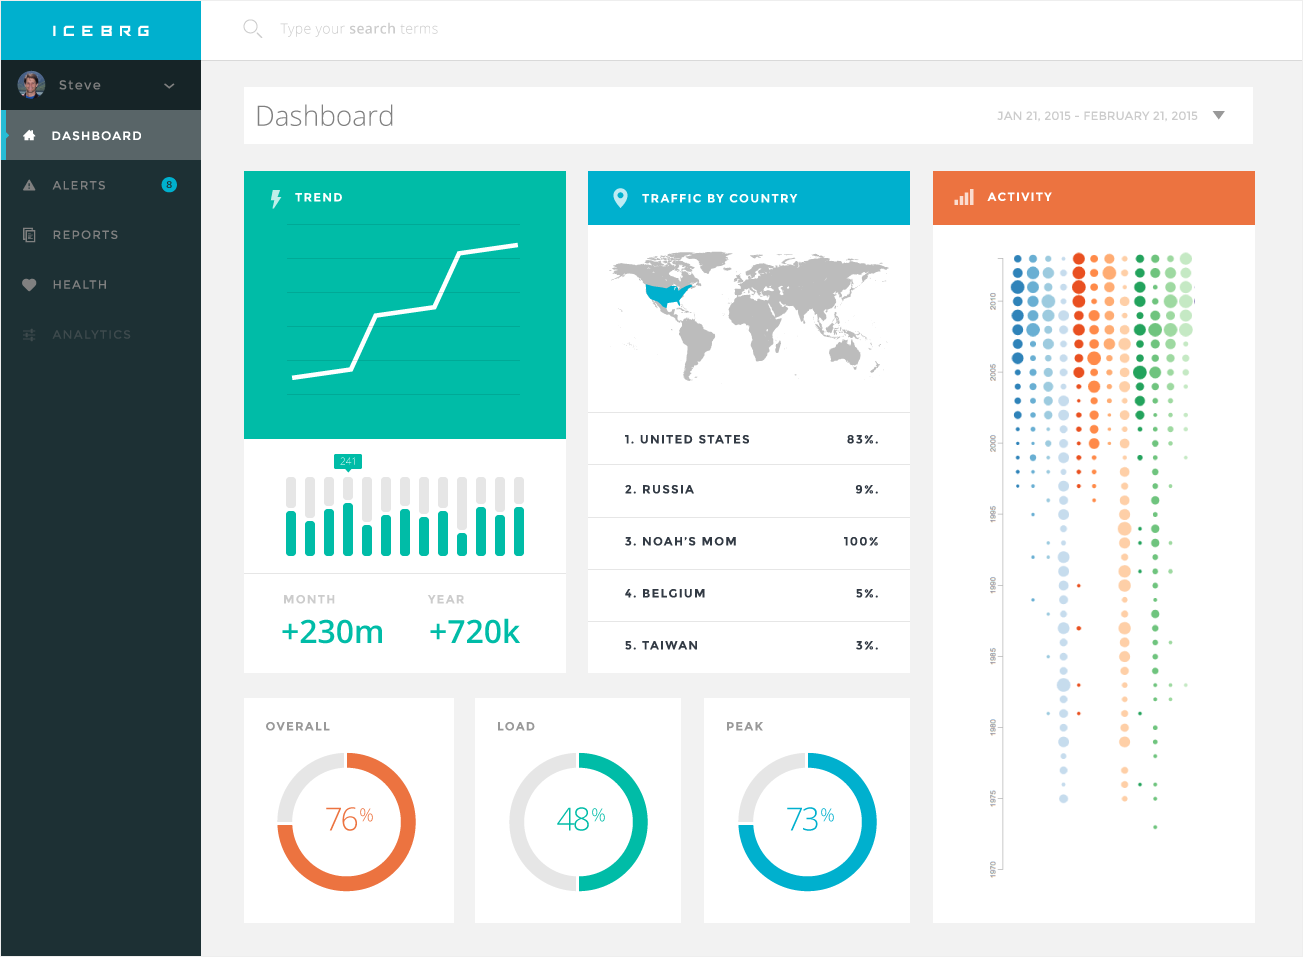 ICEBRG
Type your search terms
Steve
DASHBOARD
ALERTS 8
REPORTS
HEALTH
ANALYTICS
Dashboard
JAN 21, 2015 - FEBRUARY 21, 2015
TREND
241
MONTH YEAR
+230m +720k
TRAFFIC BY COUNTRY
1. UNITED STATES 83%.
2. RUSSIA 9%.
3. NOAH'S MOM 100%
4. BELGIUM 5%.
5. TAIWAN 3%.
ACTIVITY
2010
2005
2000
1995
1990
1985
1980
1975
1970
OVERALL
76%
LOAD
48%
PEAK
73%